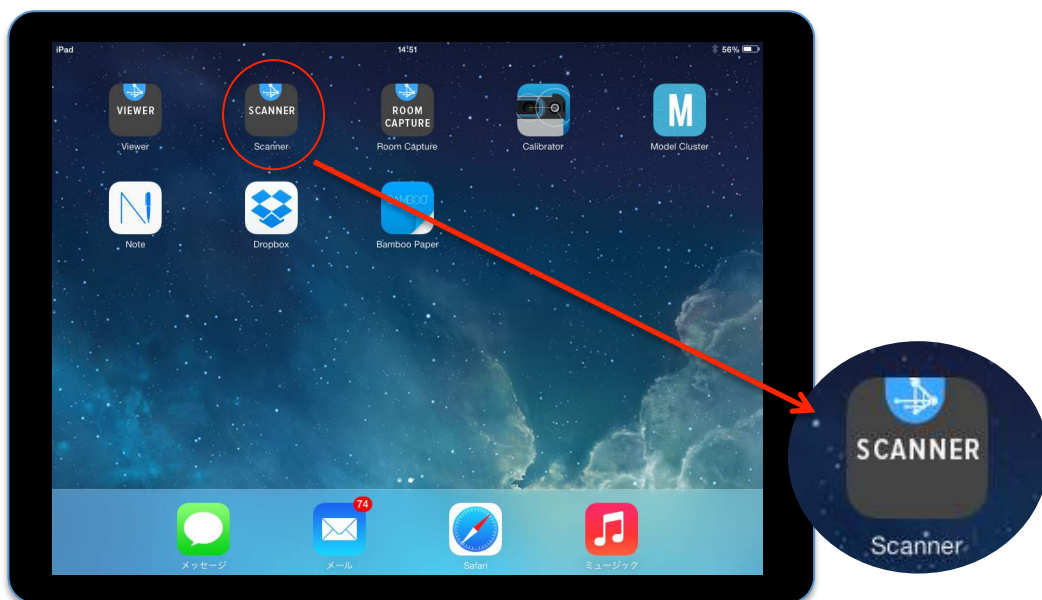 iPad 14:51 56%
VIEWER
SCANNER
ROOM
CAPTURE
M
Viewer
Scanner
Room Capture
Calibrator
Model Cluster
BAMBOO
Note
Dropbox
Bamboo Paper
74
メッセージ
メール
Safari
ミュージック
SCANNER
Scanner